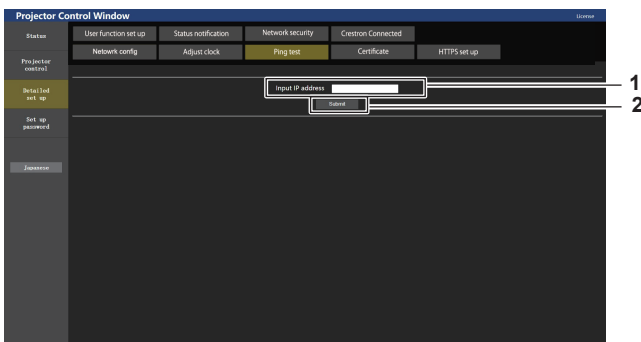 Projector Control Window
License
Status
User function set up
Status notification
Network security
Crestron Connected
Netowrk config
Adjust clock
Ping test
Certificate
HTTPS set up
Projector
control
Detailed
set up
Input IP address
1
Submit
2
Set up
password
Japanese